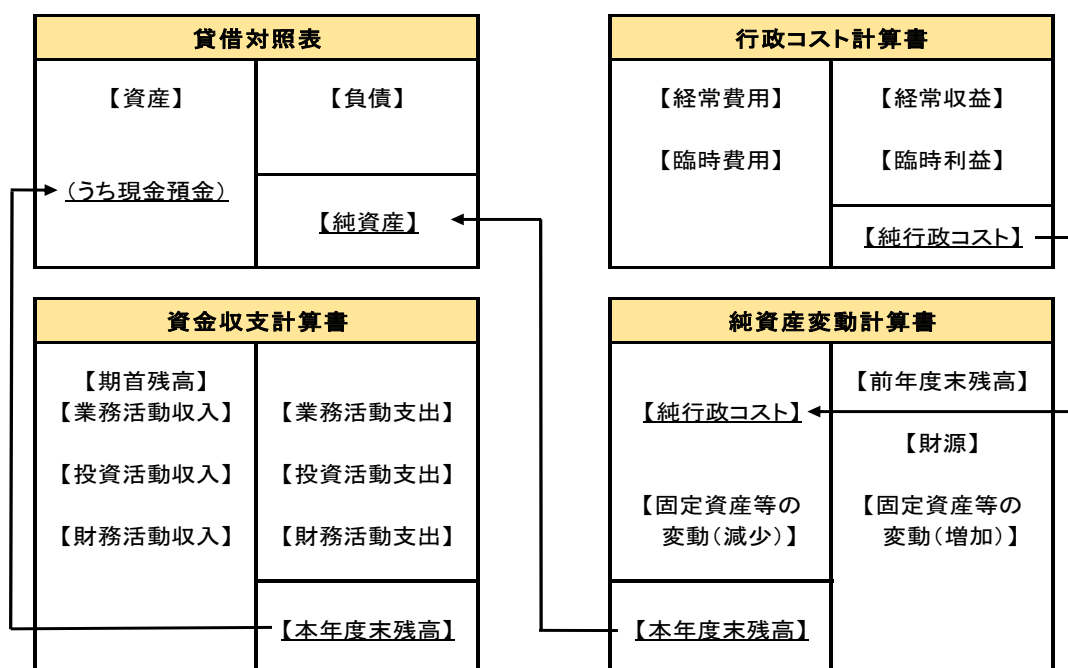 貸借対照表
【資産】
【負債】
(うち現金預金)
【純資産】
行政コスト計算書
【経常費用】
【経常収益】
【臨時費用】
【臨時利益】
【純行政コスト】
資金収支計算書
【期首残高】
【業務活動収入】
【業務活動支出】
【投資活動収入】
【投資活動支出】
【財務活動収入】
【財務活動支出】
【本年度末残高】
純資産変動計算書
【前年度末残高】
【純行政コスト】
【財源】
【固定資産等の
変動(減少)】
【固定資産等の
変動(増加)】
【本年度末残高】